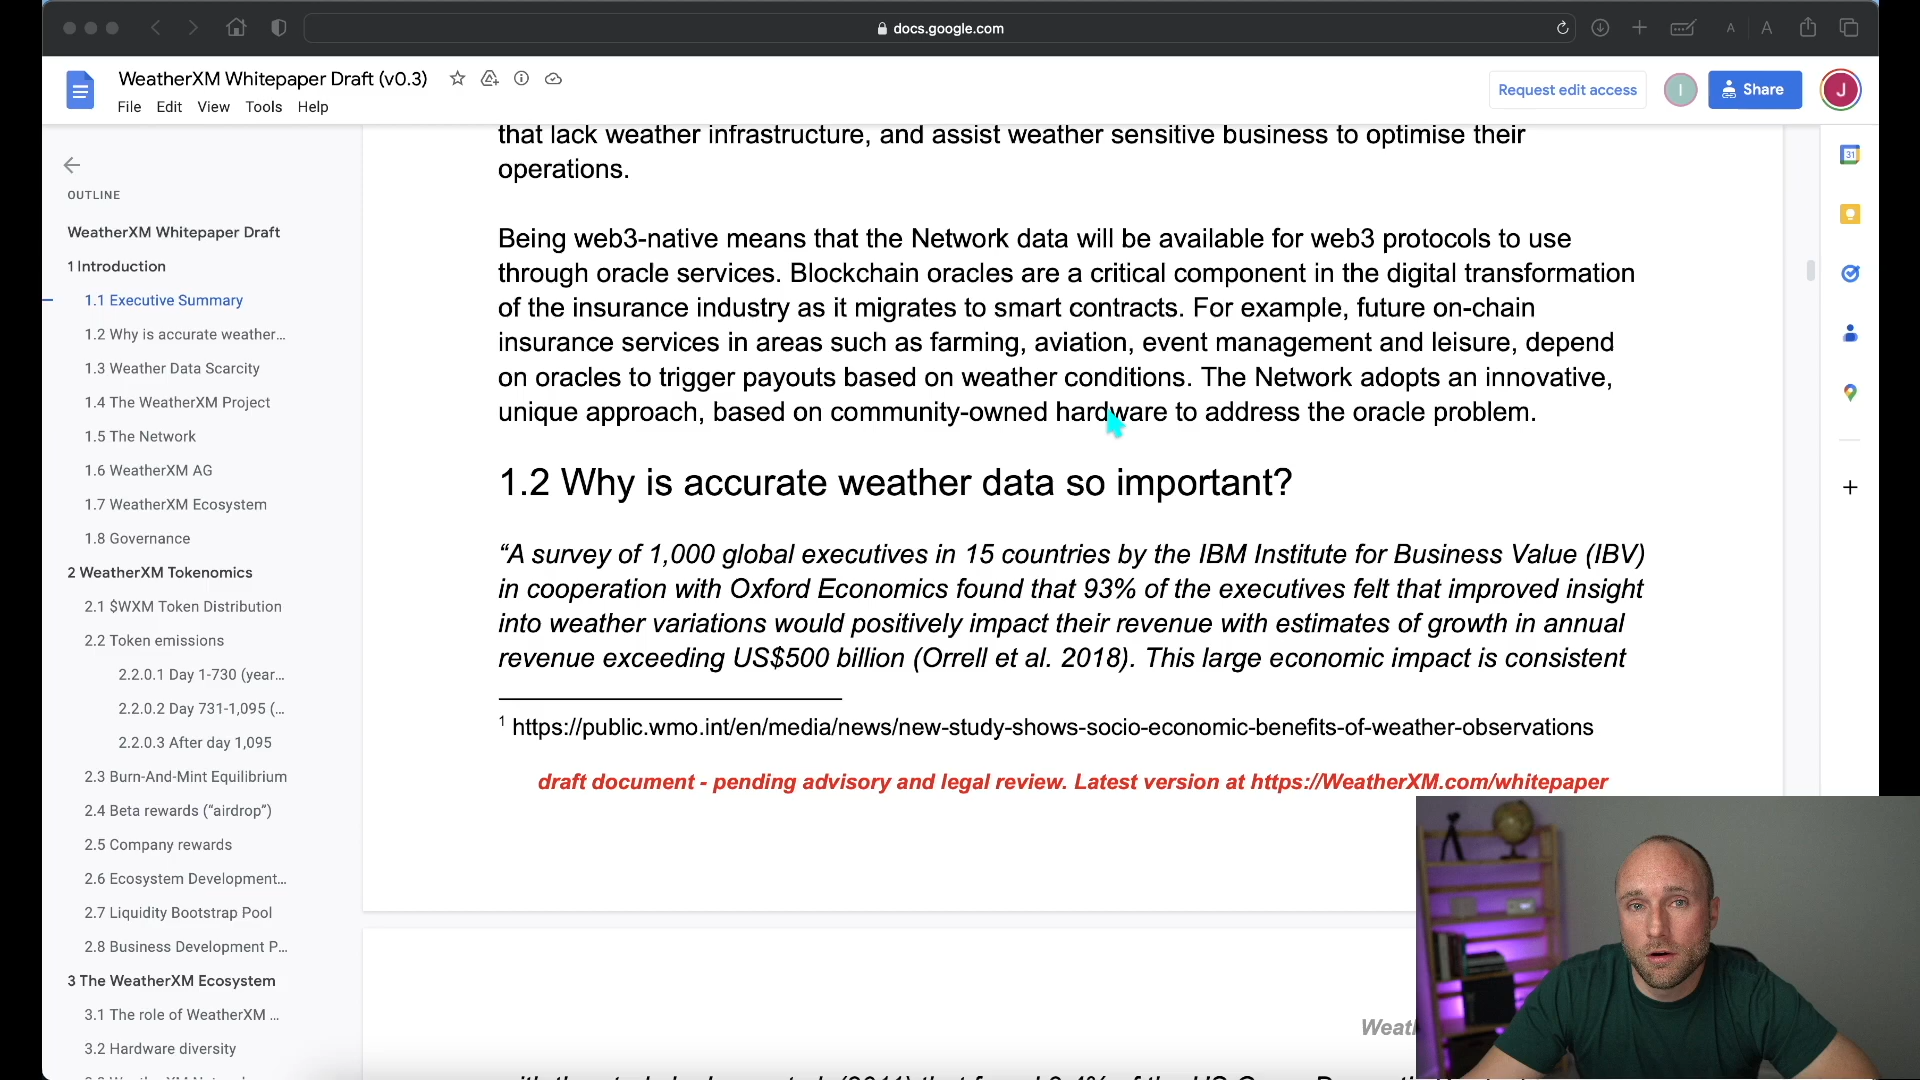 docs.google.com
A A
WeatherXM Whitepaper Draft (v0.3)
File Edit View Tools Help
Request edit access
I
Share
J
OUTLINE
WeatherXM Whitepaper Draft
1 Introduction
1.1 Executive Summary
1.2 Why is accurate weather...
1.3 Weather Data Scarcity
1.4 The WeatherXM Project
1.5 The Network
1.6 WeatherXM AG
1.7 WeatherXM Ecosystem
1.8 Governance
2 WeatherXM Tokenomics
2.1 $WXM Token Distribution
2.2 Token emissions
2.2.0.1 Day 1-730 (year...
2.2.0.2 Day 731-1,095 (...
2.2.0.3 After day 1,095
2.3 Burn-And-Mint Equilibrium
2.4 Beta rewards (“airdrop”)
2.5 Company rewards
2.6 Ecosystem Development...
2.7 Liquidity Bootstrap Pool
2.8 Business Development P...
3 The WeatherXM Ecosystem
3.1 The role of WeatherXM ...
3.2 Hardware diversity
that lack weather infrastructure, and assist weather sensitive business to optimise their
operations.
Being web3-native means that the Network data will be available for web3 protocols to use
through oracle services. Blockchain oracles are a critical component in the digital transformation
of the insurance industry as it migrates to smart contracts. For example, future on-chain
insurance services in areas such as farming, aviation, event management and leisure, depend
on oracles to trigger payouts based on weather conditions. The Network adopts an innovative,
unique approach, based on community-owned hardware to address the oracle problem.
1.2 Why is accurate weather data so important?
“A survey of 1,000 global executives in 15 countries by the IBM Institute for Business Value (IBV)
in cooperation with Oxford Economics found that 93% of the executives felt that improved insight
into weather variations would positively impact their revenue with estimates of growth in annual
revenue exceeding US$500 billion (Orrell et al. 2018). This large economic impact is consistent
1 https://public.wmo.int/en/media/news/new-study-shows-socio-economic-benefits-of-weather-observations
draft document - pending advisory and legal review. Latest version at https://WeatherXM.com/whitepaper
31